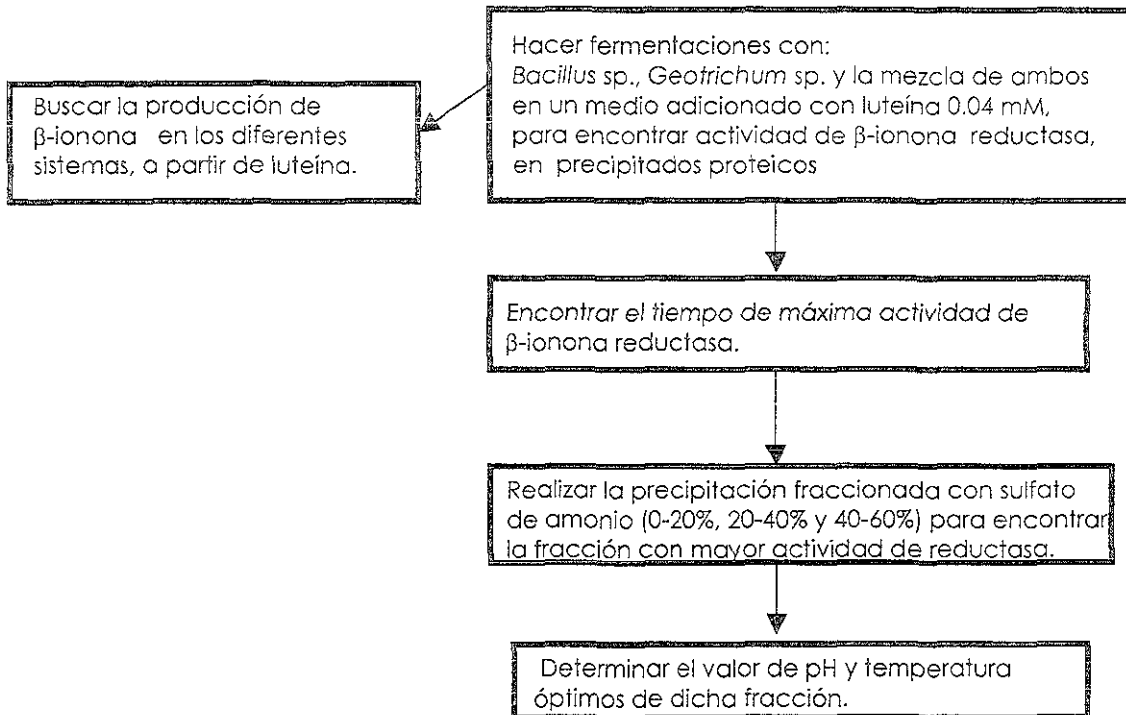 Hacer fermentaciones con:
Bacillus sp., Geotrichum sp. y la mezcla de ambos
en un medio adicionado con luteína 0.04 mM,
para encontrar actividad de β-ionona reductasa,
en precipitados proteicos
Buscar la producción de
β-ionona en los diferentes
sistemas, a partir de luteína.
Encontrar el tiempo de máxima actividad de
β-ionona reductasa.
Realizar la precipitación fraccionada con sulfato
de amonio (0-20%, 20-40% y 40-60%) para encontrar
la fracción con mayor actividad de reductasa.
Determinar el valor de pH y temperatura
óptimos de dicha fracción.